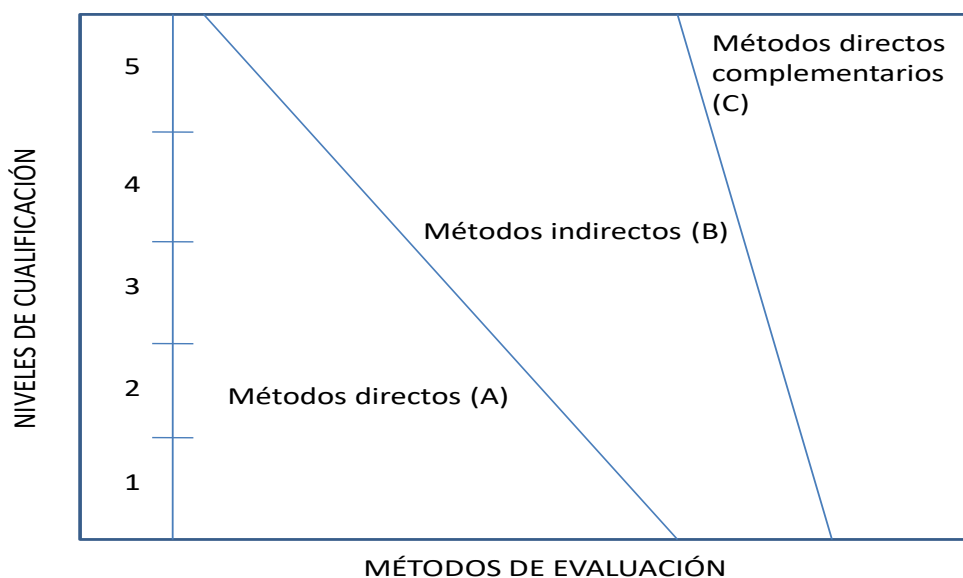 NIVELES DE CUALIFICACIÓN
5
4
3
2
1
Métodos directos
complementarios
(C)
Métodos indirectos (B)
Métodos directos (A)
MÉTODOS DE EVALUACIÓN